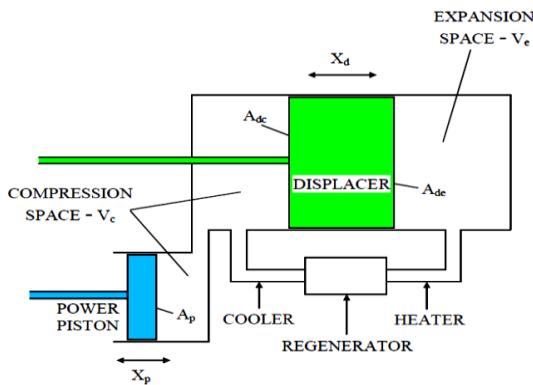 EXPANSION
SPACE - Ve
Xd
Adc
DISPLACER
Ade
COMPRESSION
SPACE - Vc
POWER
PISTON
Ap
Xp
COOLER
HEATER
REGENERATOR